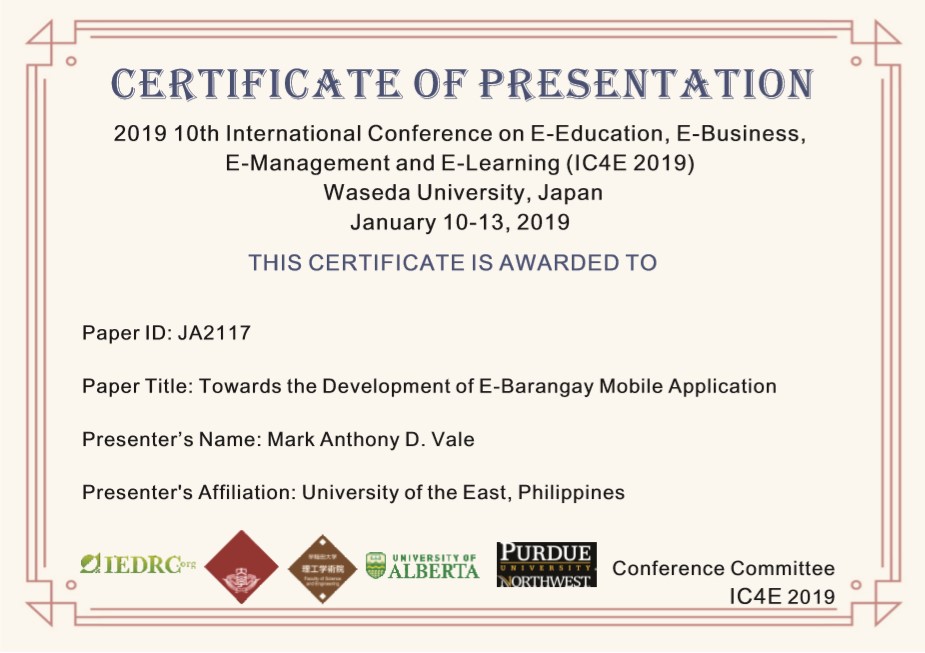 CERTIFICATE OF PRESENTATION
2019 10th International Conference on E-Education, E-Business,
E-Management and E-Learning (IC4E 2019)
Waseda University, Japan
January 10-13, 2019
THIS CERTIFICATE IS AWARDED TO
Paper ID: JA2117
Paper Title: Towards the Development of E-Barangay Mobile Application
Presenter’s Name: Mark Anthony D. Vale
Presenter's Affiliation: University of the East, Philippines
IEDRC.org
早稲田大学
理工学術院
Faculty of Science
and Engineering
UNIVERSITY OF
ALBERTA
PURDUE
UNIVERSITY
NORTHWEST
Conference Committee
IC4E 2019